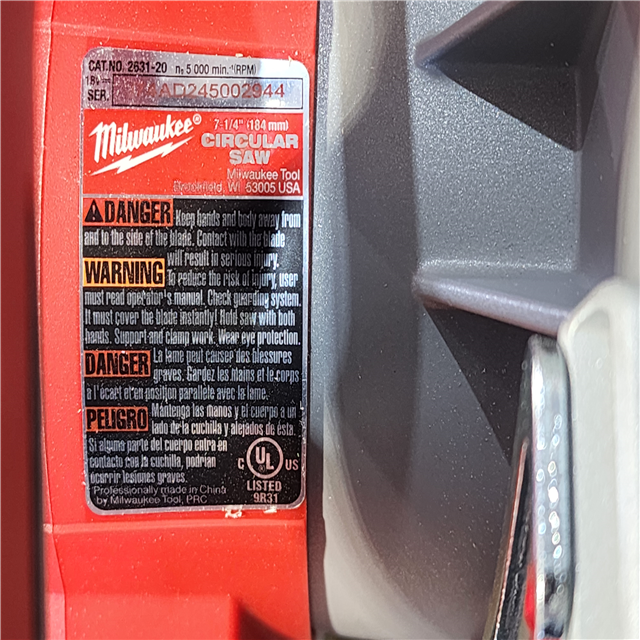 CAT.NO. 2631-20 n₀ 5 000 min.⁻¹(RPM)
18V ⎓
SER. AD245002944
Milwaukee®
7-1/4" (184 mm)
CIRCULAR
SAW
Milwaukee Tool
Brookfield, WI 53005 USA
DANGER Keep hands and body away from
and to the side of the blade. Contact with the blade
will result in serious injury.
WARNING To reduce the risk of injury, user
must read operator's manual. Check guarding system.
It must cover the blade instantly! Hold saw with both
hands. Support and clamp work. Wear eye protection.
DANGER La lame peut causer des blessures
graves. Gardez les mains et le corps
à l'écart et en position parallèle avec la lame.
PELIGRO Mantenga las manos y el cuerpo a un
lado de la cuchilla y alejados de ésta.
Si alguna parte del cuerpo entra en
contacto con la cuchilla, podrían
ocurrir lesiones graves.
C UL US
LISTED
9R31
Professionally made in China
by Milwaukee Tool, PRC